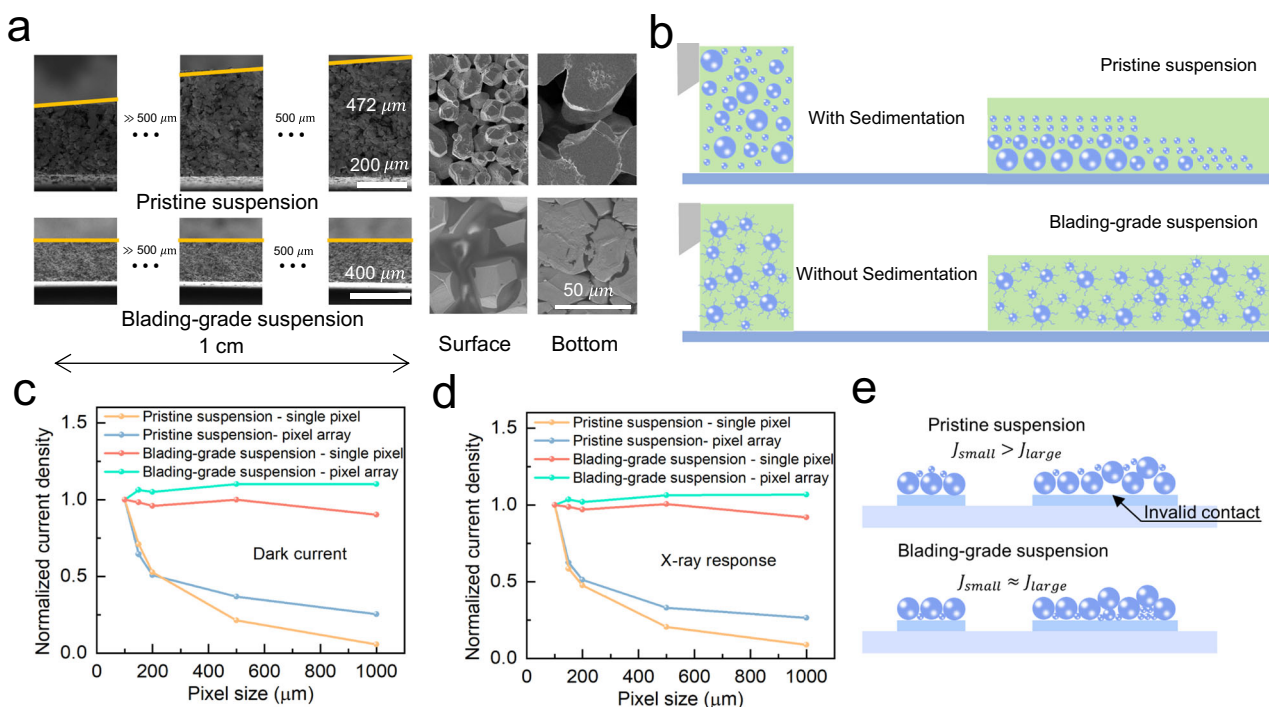 a
≫ 500 μm
500 μm
472 μm
200 μm
Pristine suspension
≫ 500 μm
500 μm
400 μm
Blading-grade suspension
1 cm
50 μm
Surface
Bottom
b
Pristine suspension
With Sedimentation
Blading-grade suspension
Without Sedimentation
c
Pristine suspension - single pixel
Pristine suspension- pixel array
Blading-grade suspension - single pixel
Blading-grade suspension - pixel array
Dark current
Normalized current density
0.0
0.5
1.0
1.5
0 200 400 600 800 1000
Pixel size (μm)
d
Pristine suspension - single pixel
Pristine suspension- pixel array
Blading-grade suspension - single pixel
Blading-grade suspension - pixel array
X-ray response
Normalized current density
0.0
0.5
1.0
1.5
0 200 400 600 800 1000
Pixel size (μm)
e
Pristine suspension
J_small > J_large
Invalid contact
Blading-grade suspension
J_small ≈ J_large